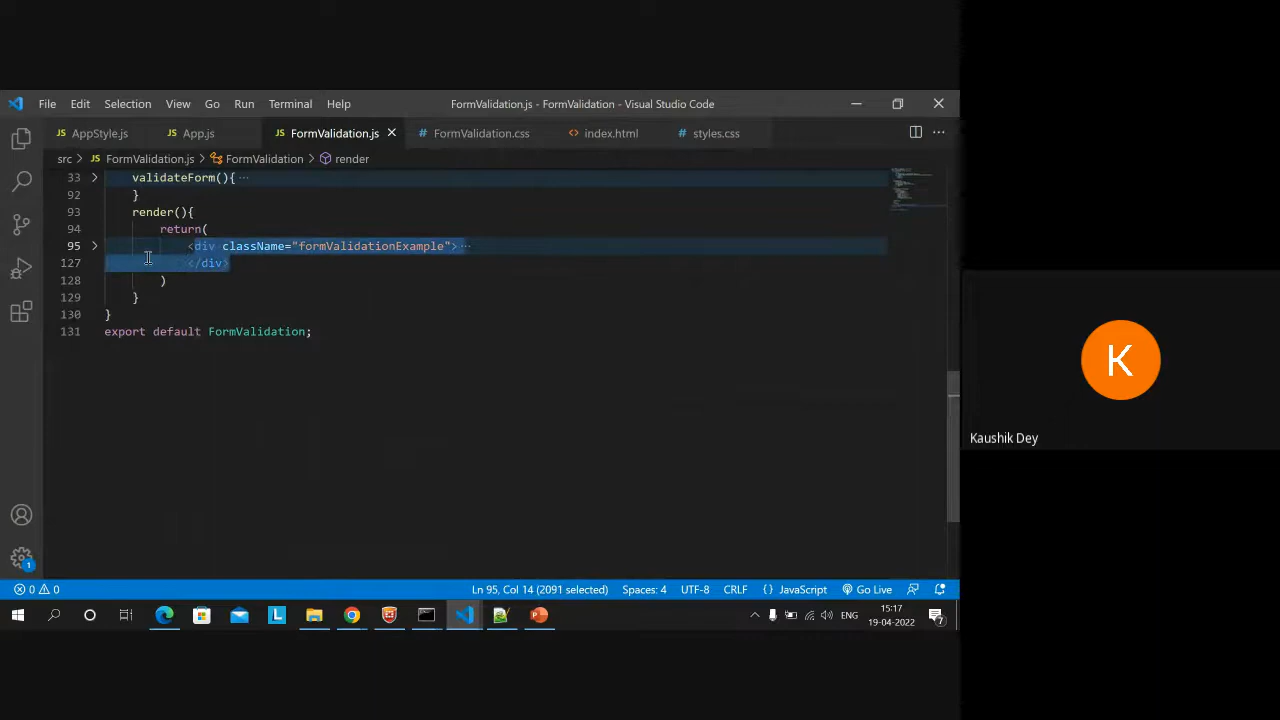 File Edit Selection View Go Run Terminal Help FormValidation.js - FormValidation - Visual Studio Code
JS AppStyle.js JS App.js JS FormValidation.js # FormValidation.css <> index.html # styles.css
src > JS FormValidation.js > FormValidation > render
33 validateForm(){ ···
92 }
93 render(){
94 return(
95 <div className="formValidationExample"> ···
127 </div>
128 )
129 }
130 }
131 export default FormValidation;
K
Kaushik Dey
1
0 0 Ln 95, Col 14 (2091 selected) Spaces: 4 UTF-8 CRLF {} JavaScript Go Live
L ENG 15:17
19-04-2022 7